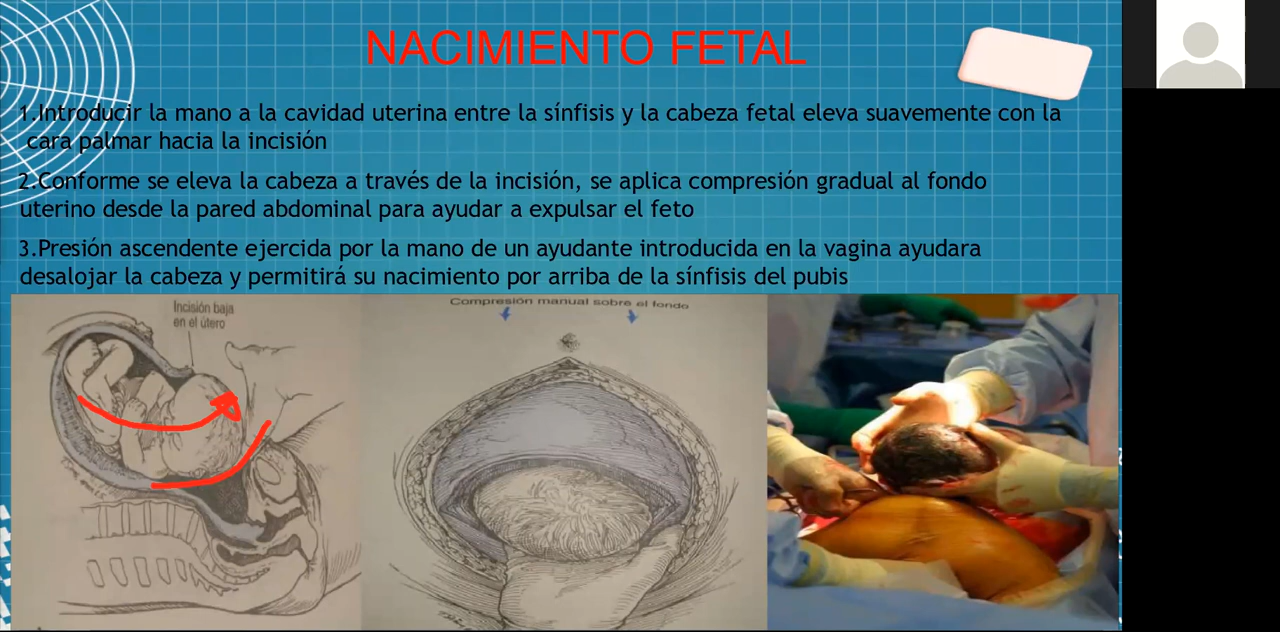 NACIMIENTO FETAL
1.Introducir la mano a la cavidad uterina entre la sínfisis y la cabeza fetal eleva suavemente con la
cara palmar hacia la incisión
2.Conforme se eleva la cabeza a través de la incisión, se aplica compresión gradual al fondo
uterino desde la pared abdominal para ayudar a expulsar el feto
3.Presión ascendente ejercida por la mano de un ayudante introducida en la vagina ayudara
desalojar la cabeza y permitirá su nacimiento por arriba de la sínfisis del pubis
Incisión baja
en el útero
Compresión manual sobre el fondo